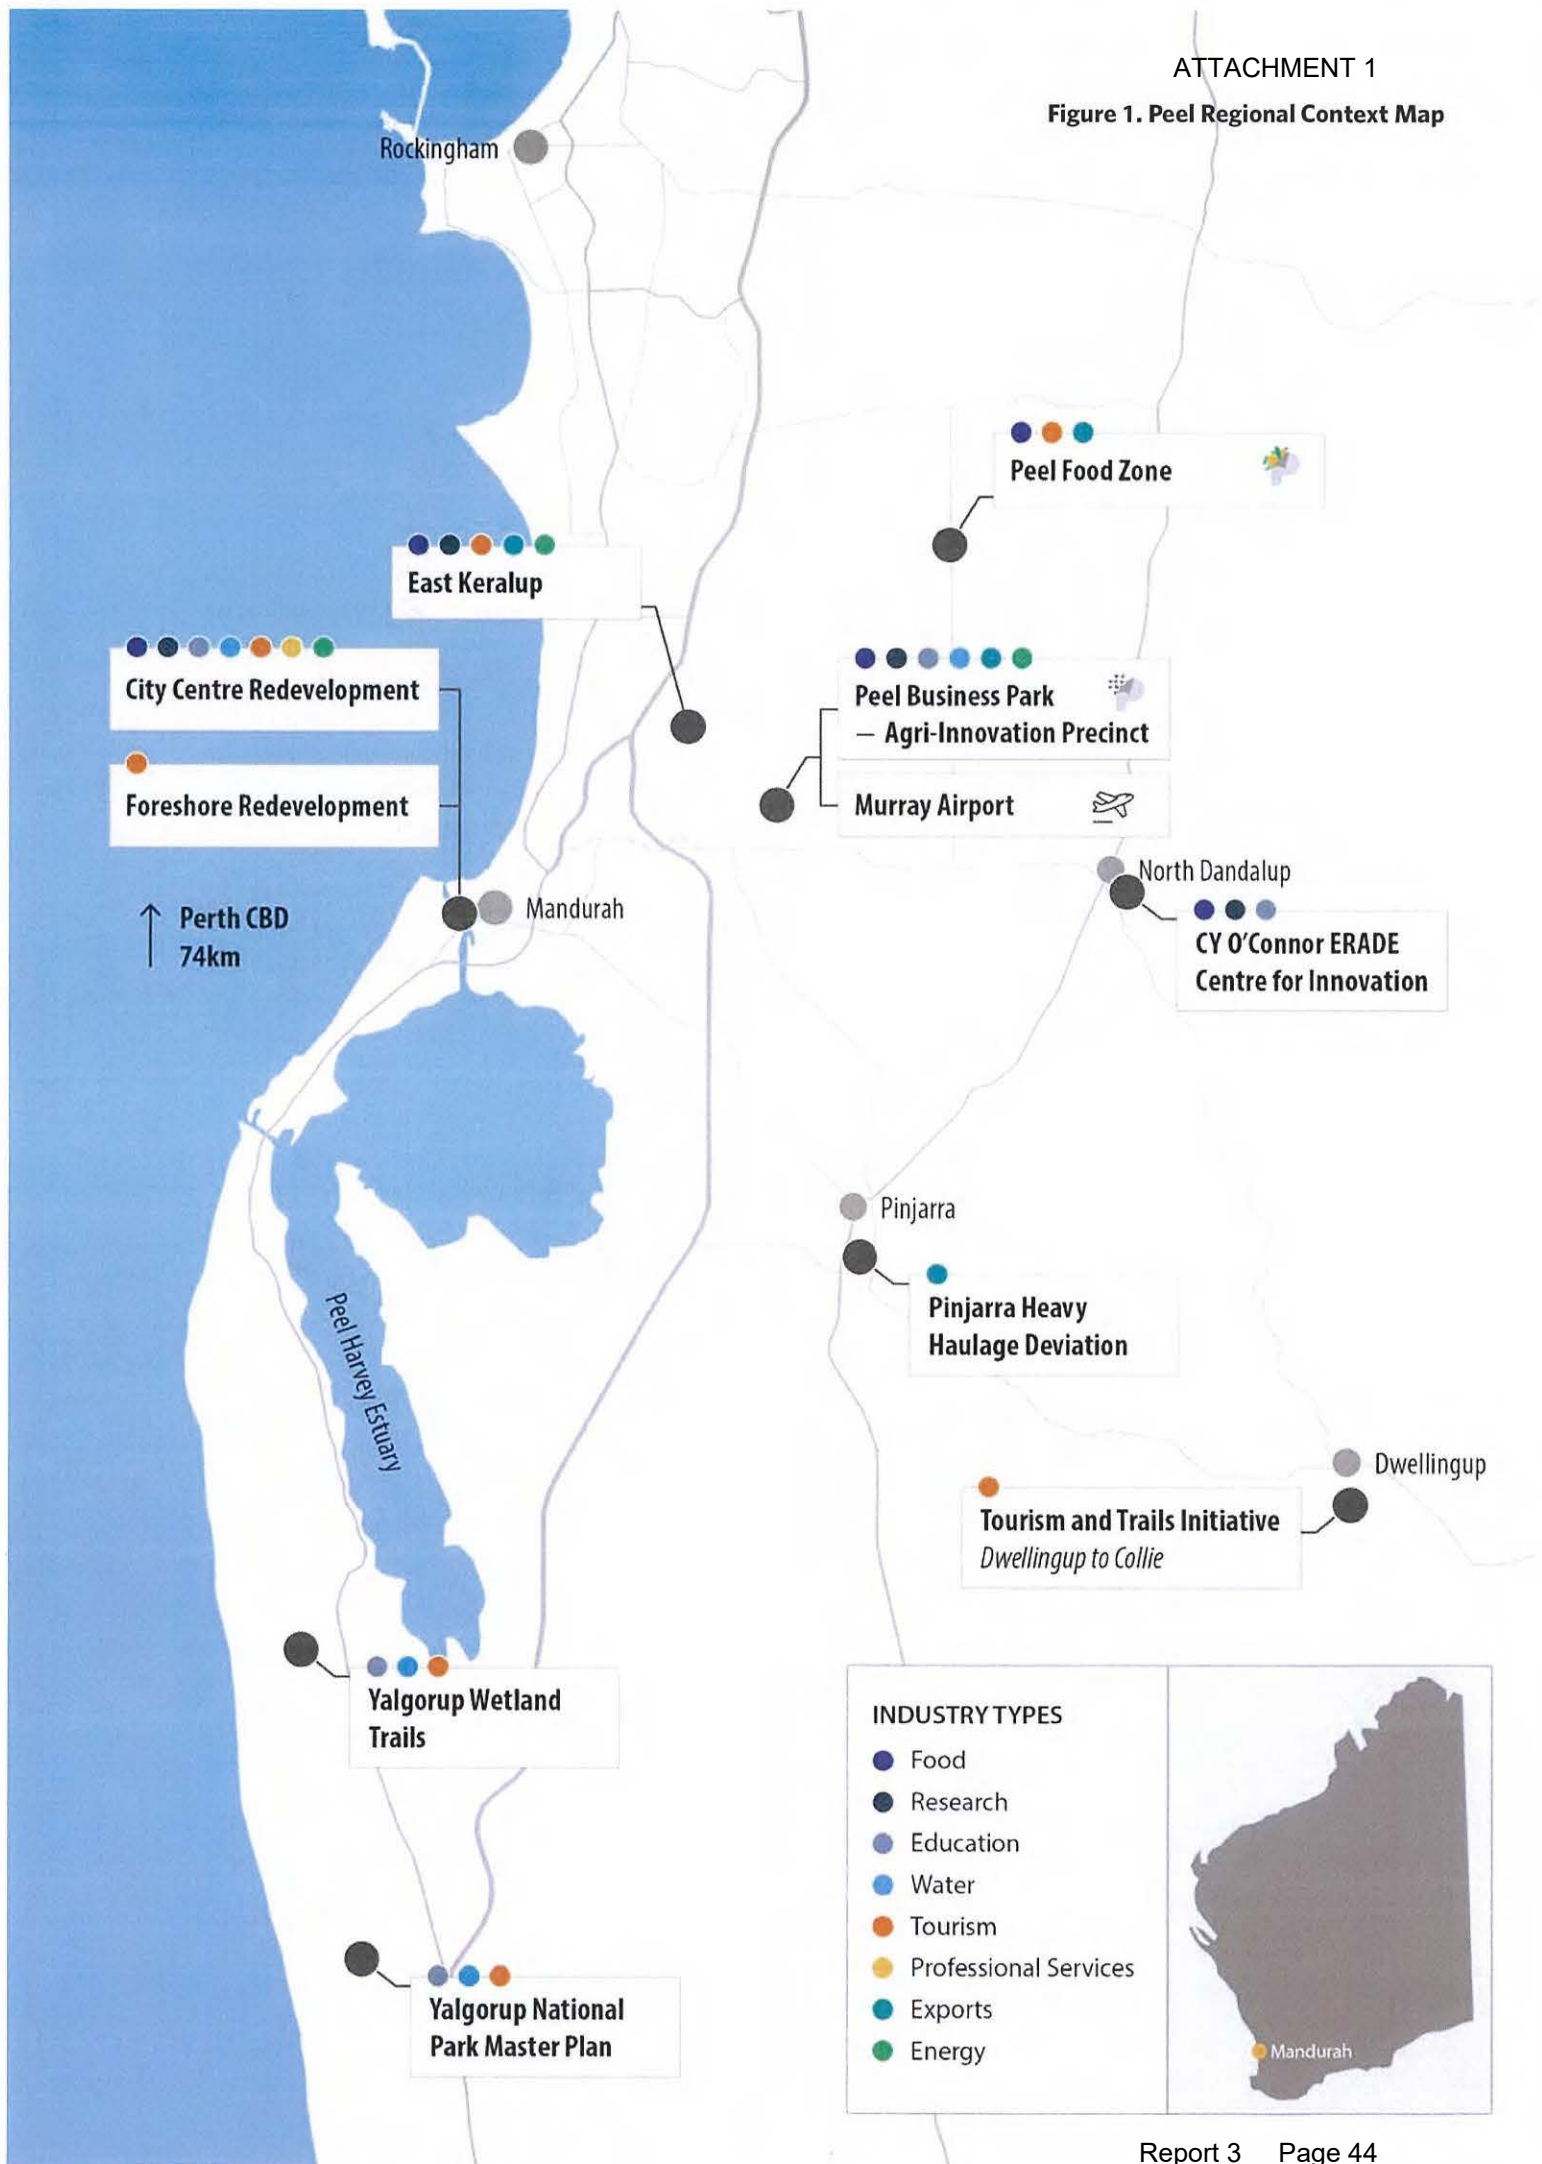 ATTACHMENT 1
Figure 1. Peel Regional Context Map
Rockingham
Peel Food Zone
East Keralup
City Centre Redevelopment
Peel Business Park
– Agri-Innovation Precinct
Foreshore Redevelopment
Murray Airport
North Dandalup
Mandurah
Perth CBD
74km
CY O'Connor ERADE
Centre for Innovation
Pinjarra
Pinjarra Heavy
Haulage Deviation
Peel Harvey Estuary
Dwellingup
Tourism and Trails Initiative
Dwellingup to Collie
Yalgorup Wetland
Trails
INDUSTRY TYPES
Food
Research
Education
Water
Tourism
Professional Services
Exports
Energy
Mandurah
Yalgorup National
Park Master Plan
Report 3 Page 44